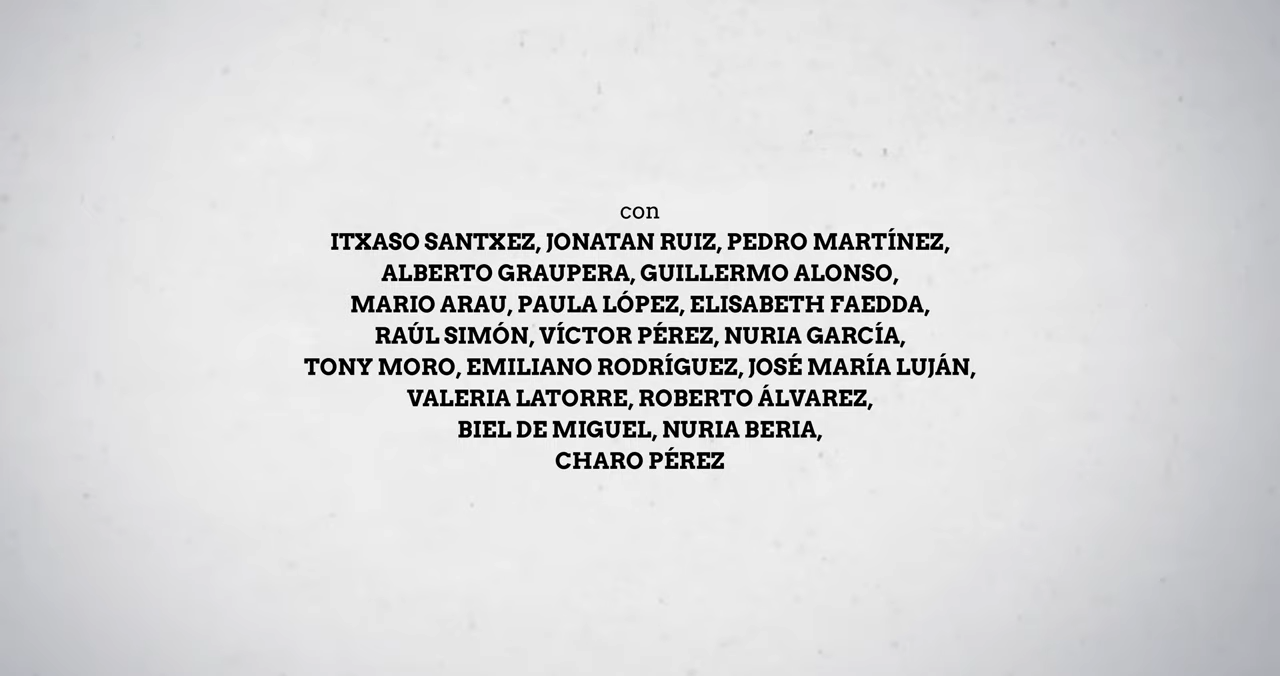 con
ITXASO SANTXEZ, JONATAN RUIZ, PEDRO MARTÍNEZ,
ALBERTO GRAUPERA, GUILLERMO ALONSO,
MARIO ARAU, PAULA LÓPEZ, ELISABETH FAEDDA,
RAÚL SIMÓN, VÍCTOR PÉREZ, NURIA GARCÍA,
TONY MORO, EMILIANO RODRÍGUEZ, JOSÉ MARÍA LUJÁN,
VALERIA LATORRE, ROBERTO ÁLVAREZ,
BIEL DE MIGUEL, NURIA BERIA,
CHARO PÉREZ